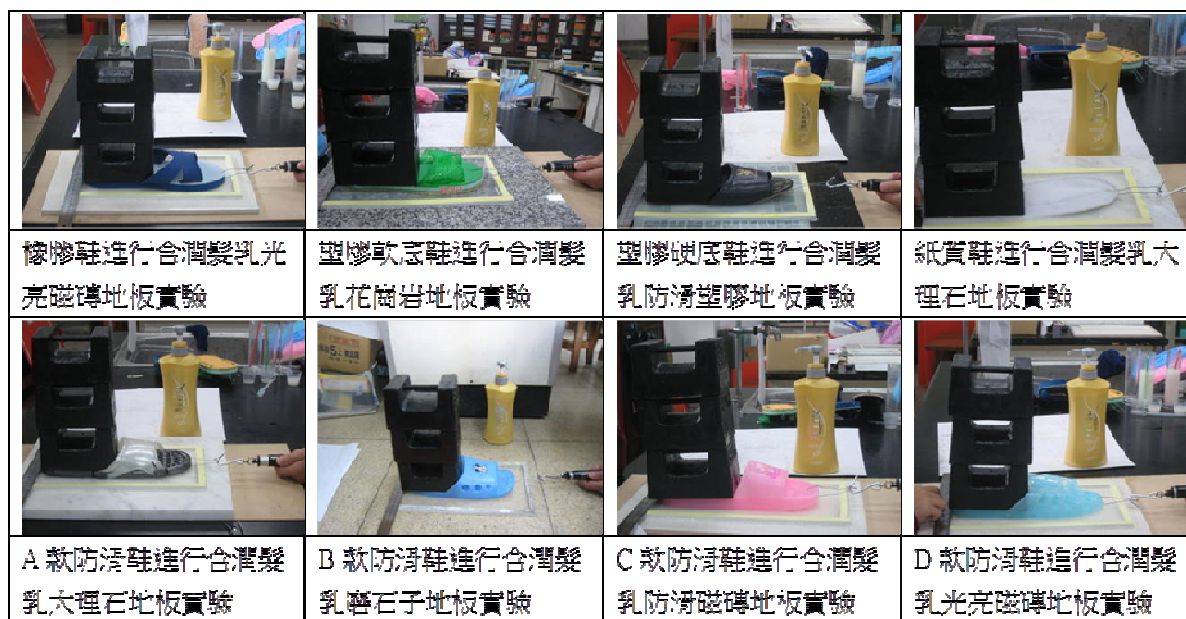 橡膠鞋進行含潤髮乳光
亮磁磚地板實驗
塑膠軟底鞋進行含潤髮
乳花崗岩地板實驗
塑膠硬底鞋進行含潤髮
乳防滑塑膠地板實驗
紙質鞋進行含潤髮乳大
理石地板實驗
A 款防滑鞋進行含潤髮
乳大理石地板實驗
B 款防滑鞋進行含潤髮
乳磨石子地板實驗
C 款防滑鞋進行含潤髮
乳防滑磁磚地板實驗
D 款防滑鞋進行含潤髮
乳光亮磁磚地板實驗